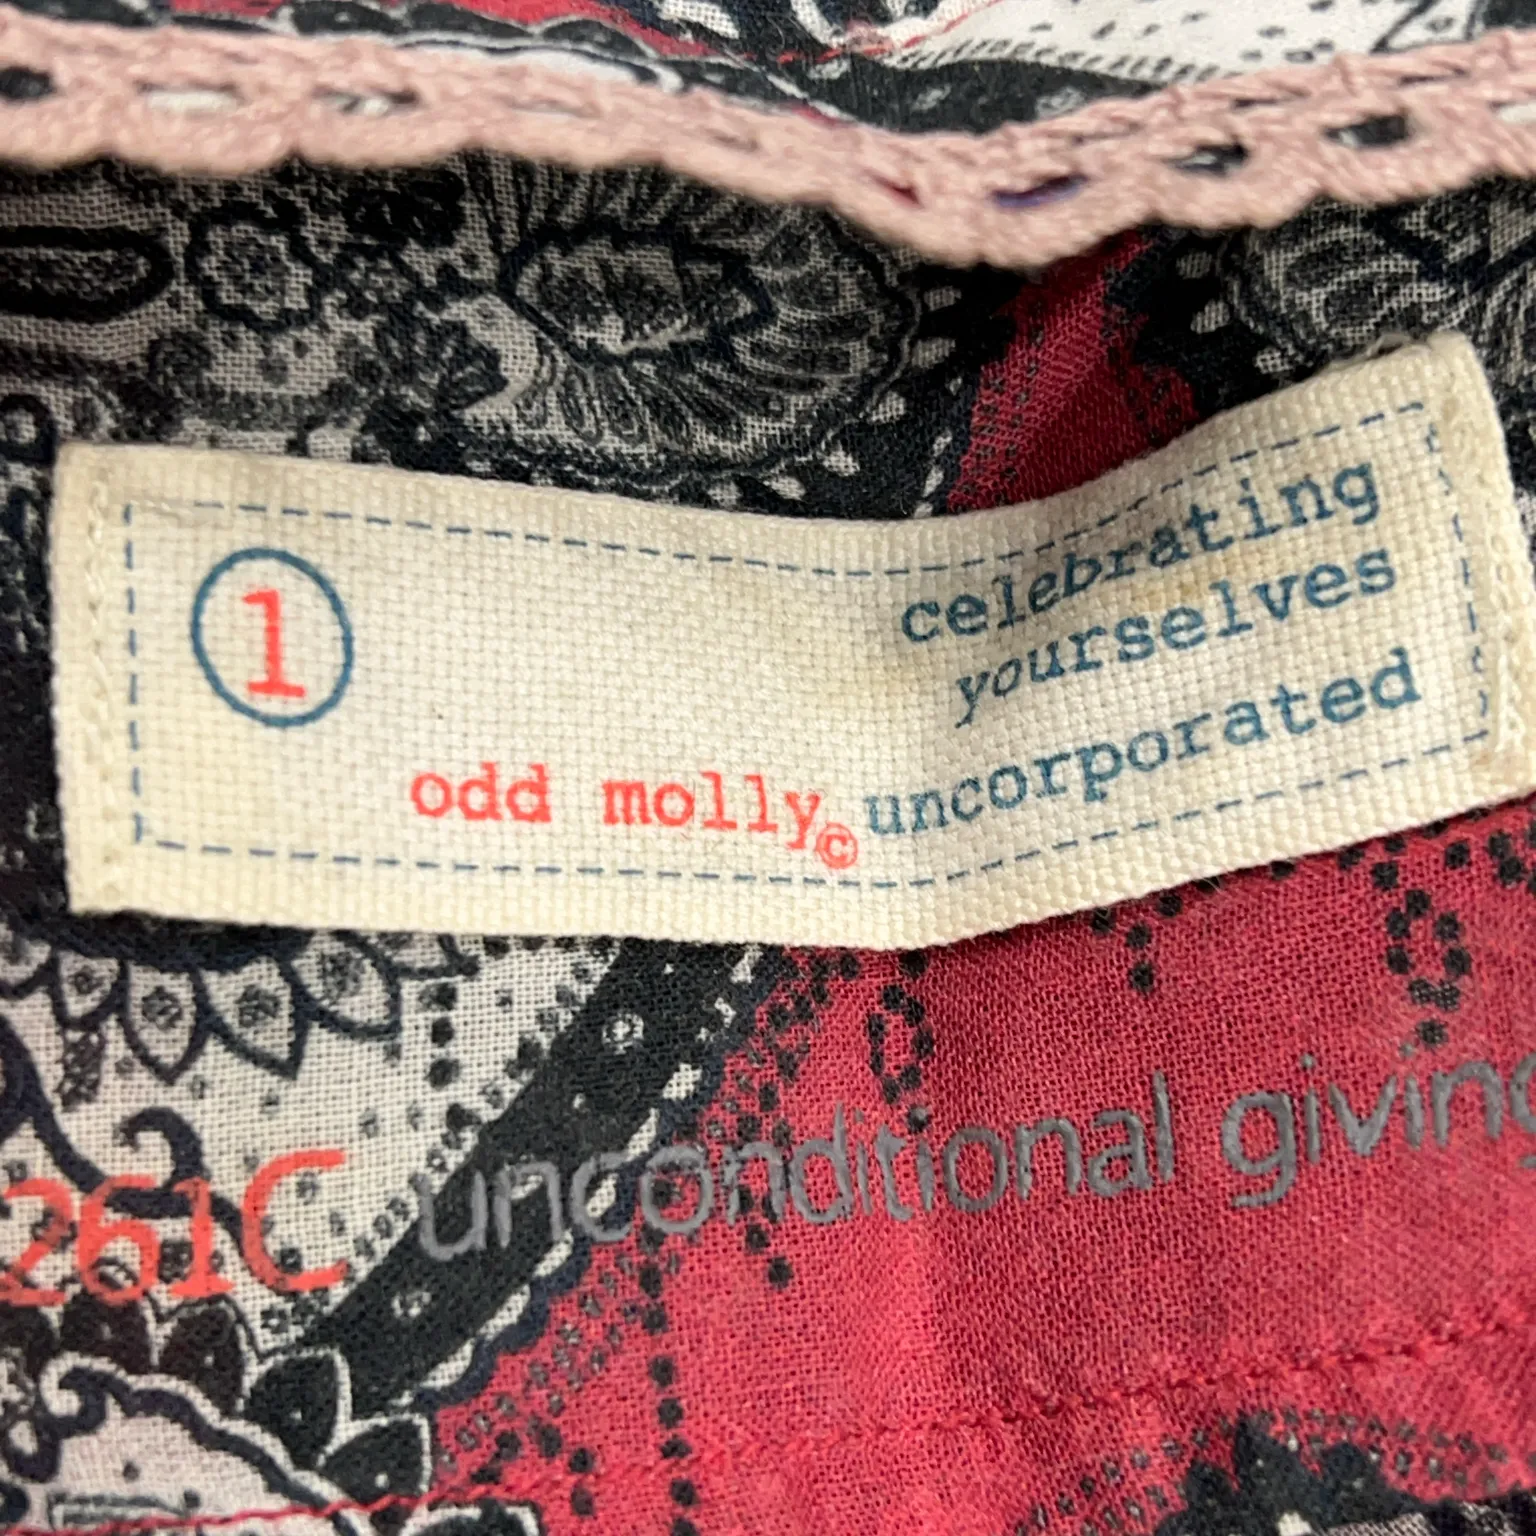 1
celebrating
yourselves
odd molly© uncorporated
261C unconditional giving